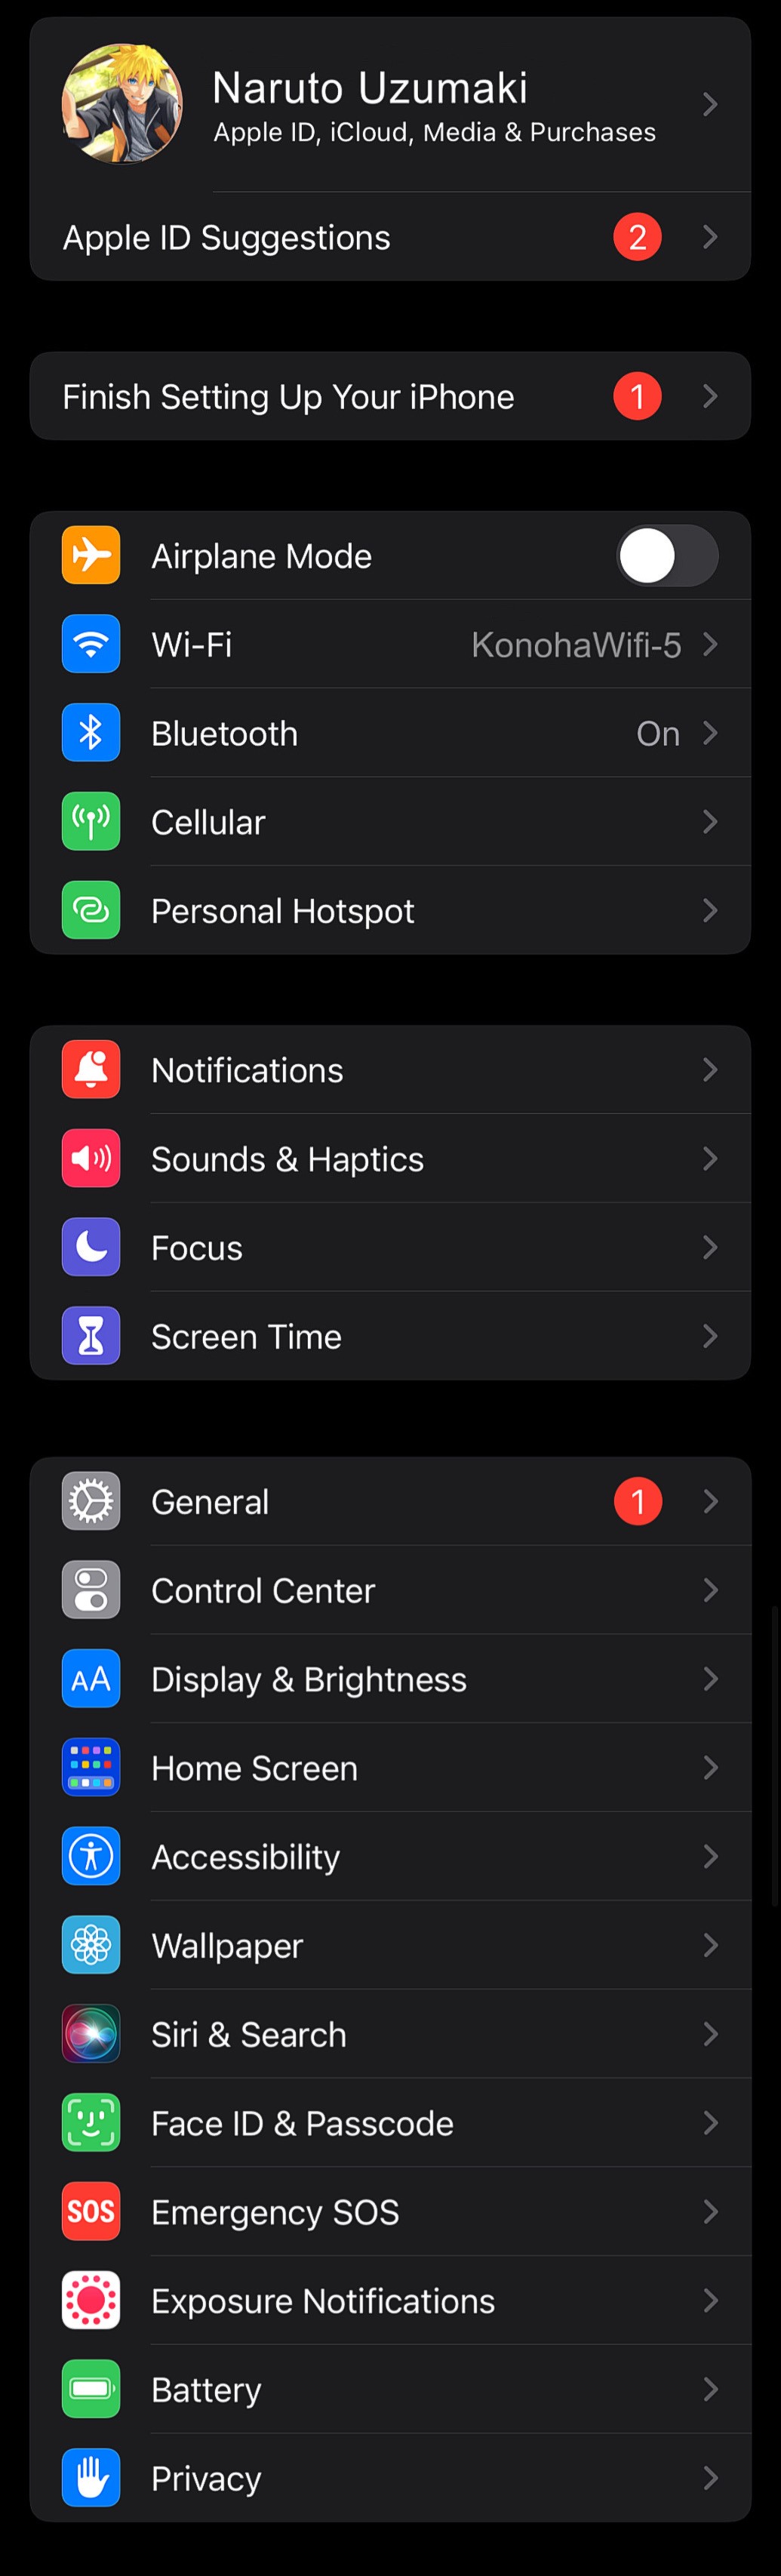 Naruto Uzumaki
Apple ID, iCloud, Media & Purchases
Apple ID Suggestions 2
Finish Setting Up Your iPhone 1
Airplane Mode
Wi-Fi KonohaWifi-5
Bluetooth On
Cellular
Personal Hotspot
Notifications
Sounds & Haptics
Focus
Screen Time
General 1
Control Center
AA Display & Brightness
Home Screen
Accessibility
Wallpaper
Siri & Search
Face ID & Passcode
SOS Emergency SOS
Exposure Notifications
Battery
Privacy